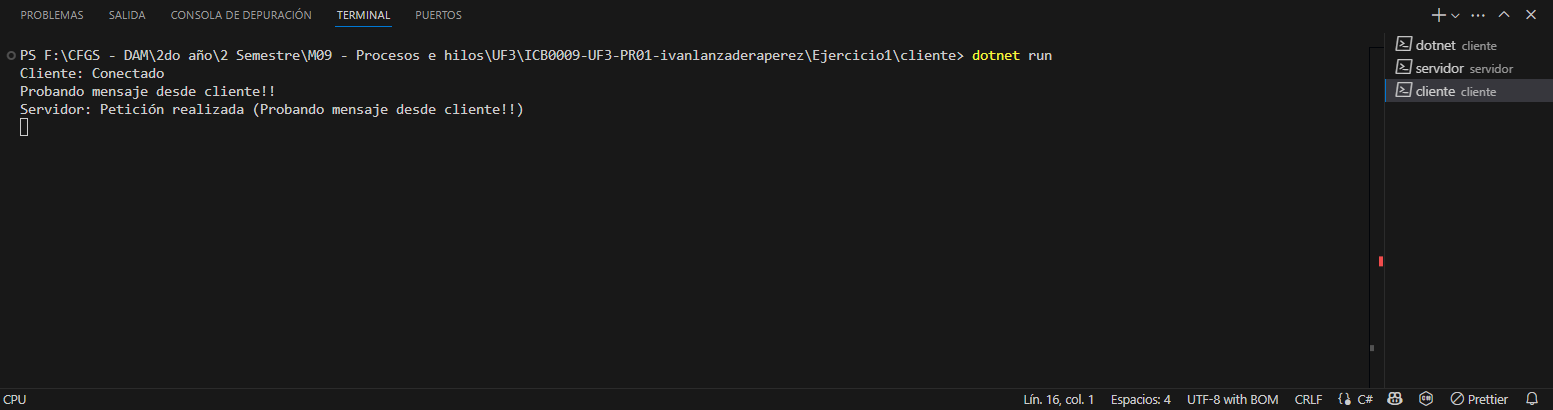 PROBLEMAS SALIDA CONSOLA DE DEPURACIÓN TERMINAL PUERTOS
PS F:\CFGS - DAM\2do año\2 Semestre\M09 - Procesos e hilos\UF3\ICB0009-UF3-PR01-ivanlanzaderaperez\Ejercicio1\cliente> dotnet run
Cliente: Conectado
Probando mensaje desde cliente!!
Servidor: Petición realizada (Probando mensaje desde cliente!!)
dotnet cliente
servidor servidor
cliente cliente
CPU Lín. 16, col. 1 Espacios: 4 UTF-8 with BOM CRLF C# Prettier